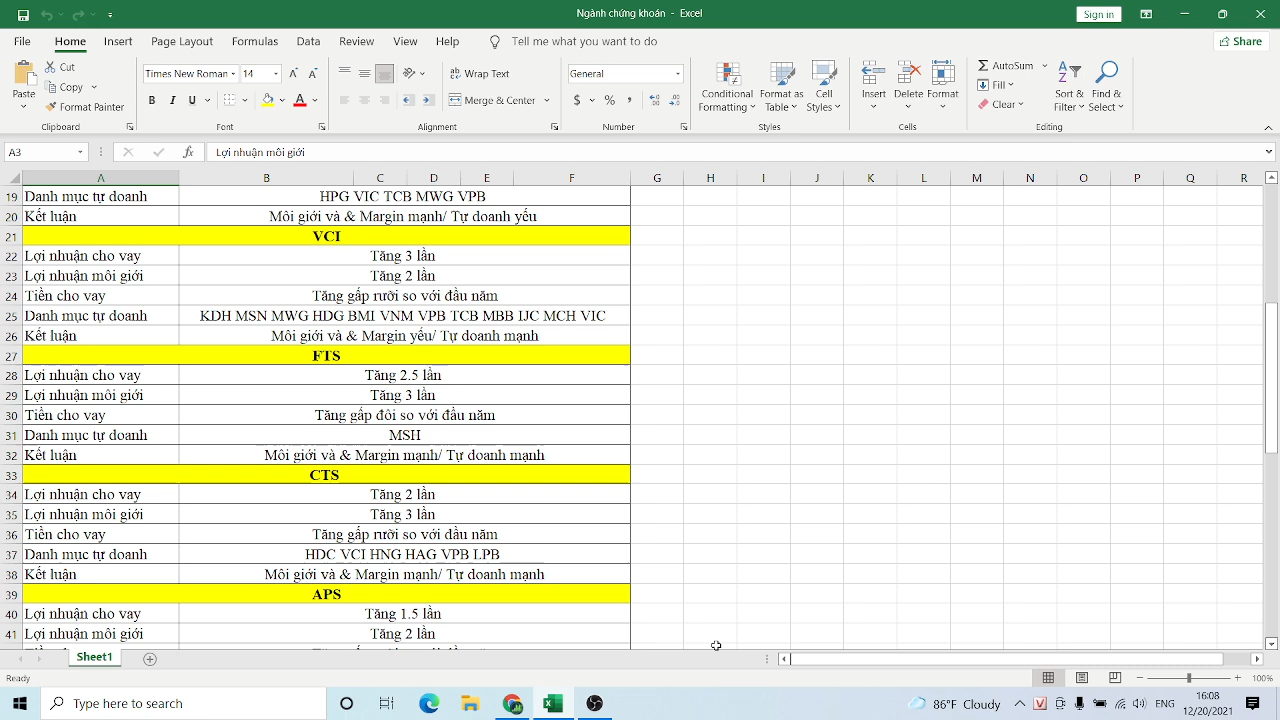 Ngành chứng khoán - Excel
Sign in
File Home Insert Page Layout Formulas Data Review View Help Tell me what you want to do
Share
Paste
Cut
Copy
Format Painter
Clipboard
Times New Roman 14
B I U
Font
Wrap Text
Merge & Center
Alignment
General
$ % ,
Number
Conditional Formatting
Format as Table
Cell Styles
Styles
Insert Delete Format
Cells
AutoSum
Fill
Clear
Sort & Filter
Find & Select
Editing
A3 fx Lợi nhuận môi giới
A B C D E F G H I J K L M N O P Q R
19 Danh mục tự doanh HPG VIC TCB MWG VPB
20 Kết luận Môi giới và & Margin mạnh/ Tự doanh yếu
21 VCI
22 Lợi nhuận cho vay Tăng 3 lần
23 Lợi nhuận môi giới Tăng 2 lần
24 Tiền cho vay Tăng gấp rưỡi so với đầu năm
25 Danh mục tự doanh KDH MSN MWG HDG BMI VNM VPB TCB MBB IJC MCH VIC
26 Kết luận Môi giới và & Margin yếu/ Tự doanh mạnh
27 FTS
28 Lợi nhuận cho vay Tăng 2.5 lần
29 Lợi nhuận môi giới Tăng 3 lần
30 Tiền cho vay Tăng gấp đôi so với đầu năm
31 Danh mục tự doanh MSH
32 Kết luận Môi giới và & Margin mạnh/ Tự doanh mạnh
33 CTS
34 Lợi nhuận cho vay Tăng 2 lần
35 Lợi nhuận môi giới Tăng 3 lần
36 Tiền cho vay Tăng gấp rưỡi so với đầu năm
37 Danh mục tự doanh HDC VCI HNG HAG VPB LPB
38 Kết luận Môi giới và & Margin mạnh/ Tự doanh mạnh
39 APS
40 Lợi nhuận cho vay Tăng 1.5 lần
41 Lợi nhuận môi giới Tăng 2 lần
Sheet1
Ready
100%
Type here to search
86°F Cloudy
ENG
16:08
12/20/2021